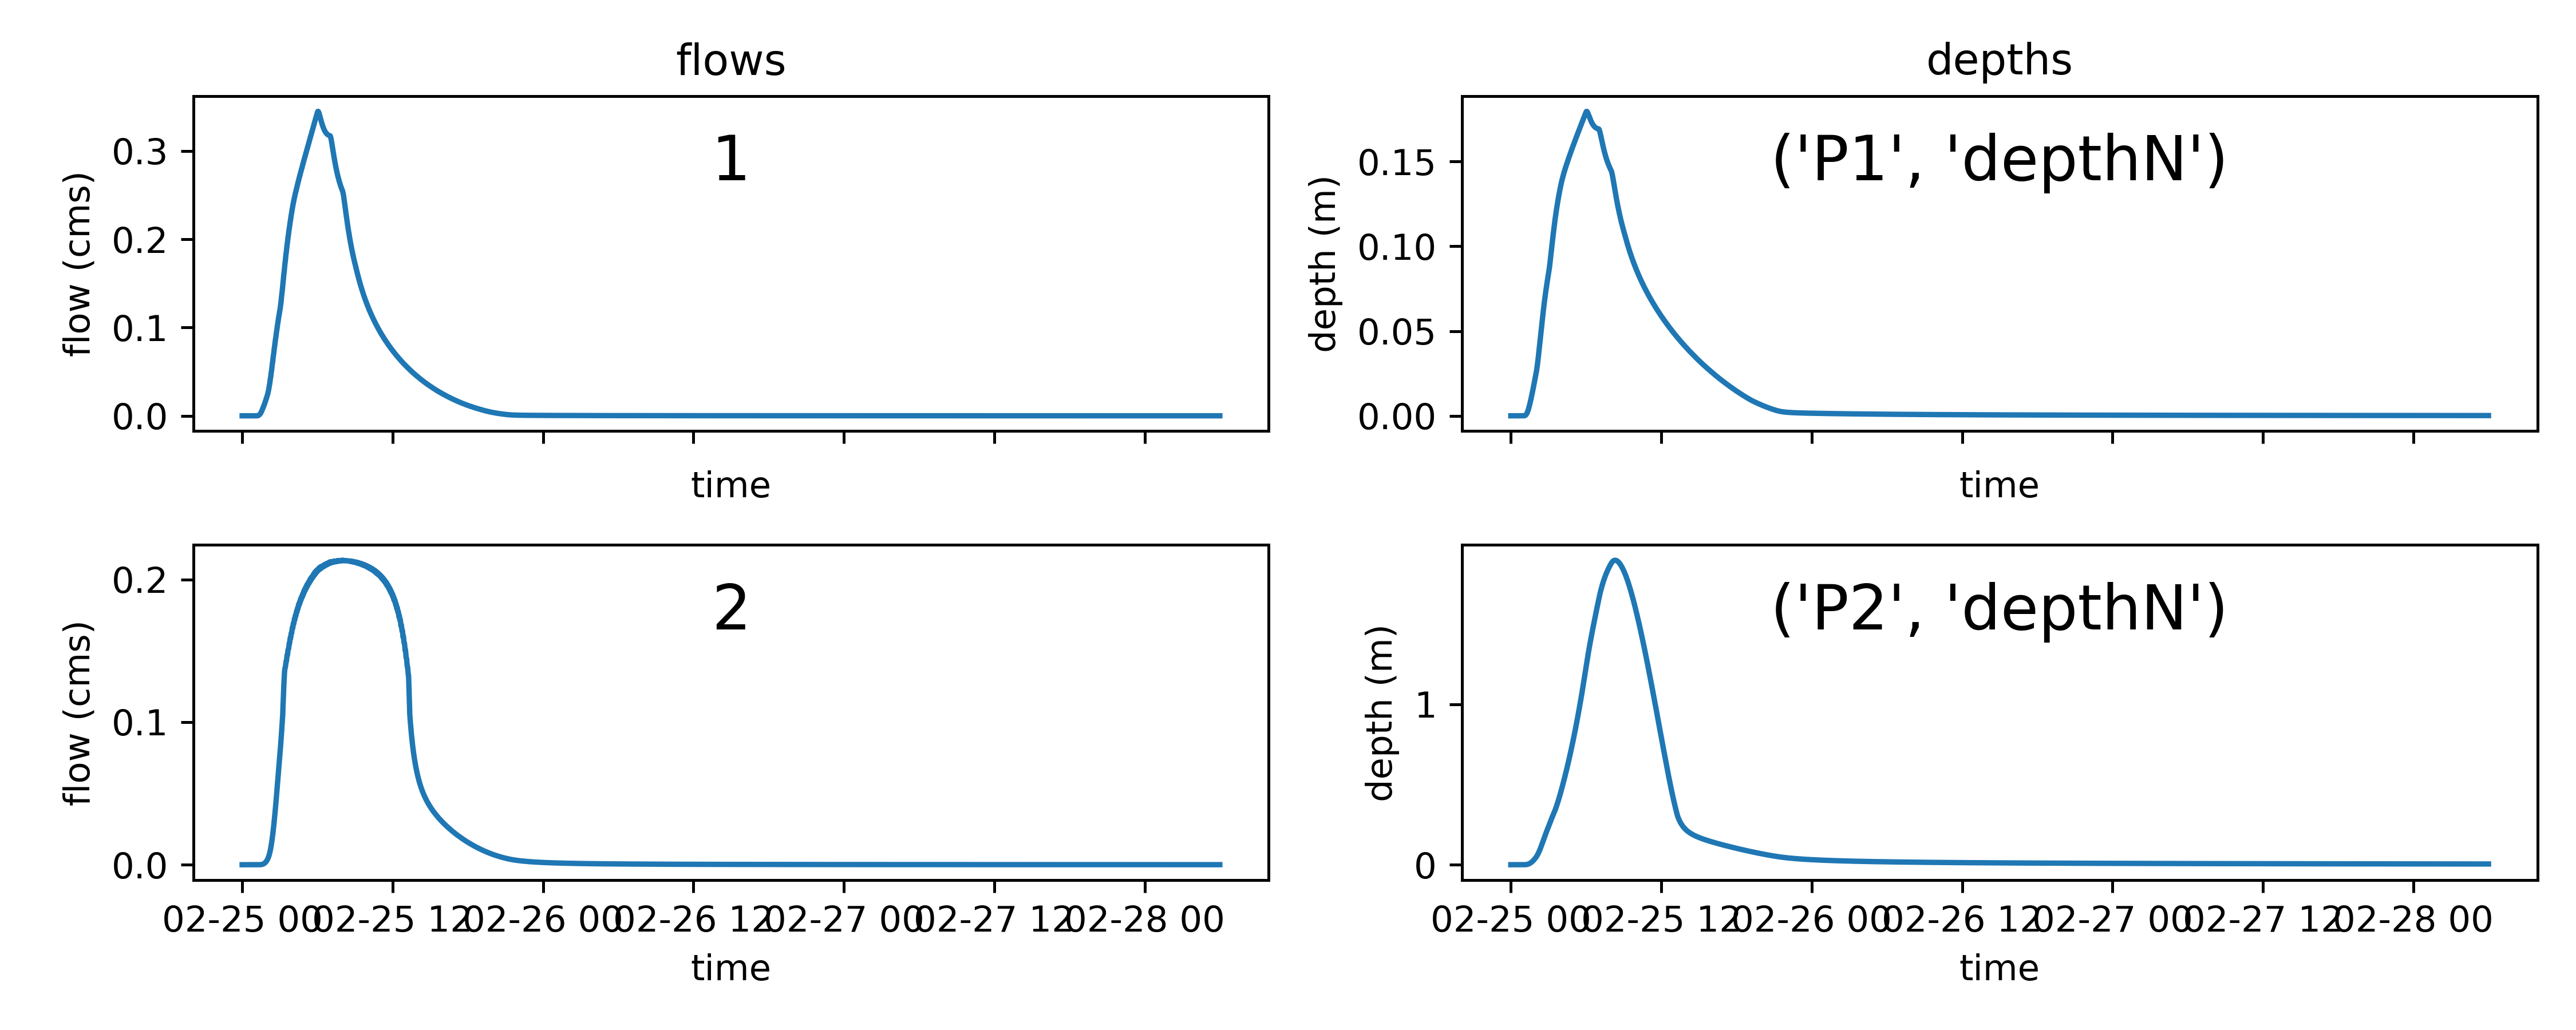 flows
0.3
0.2
0.1
0.0
flow (cms)
1
time
depths
0.15
0.10
0.05
0.00
depth (m)
('P1', 'depthN')
time
0.2
0.1
0.0
flow (cms)
2
02-25 00 02-25 12 02-26 00 02-26 12 02-27 00 02-27 12 02-28 00
time
1
0
depth (m)
('P2', 'depthN')
02-25 00 02-25 12 02-26 00 02-26 12 02-27 00 02-27 12 02-28 00
time